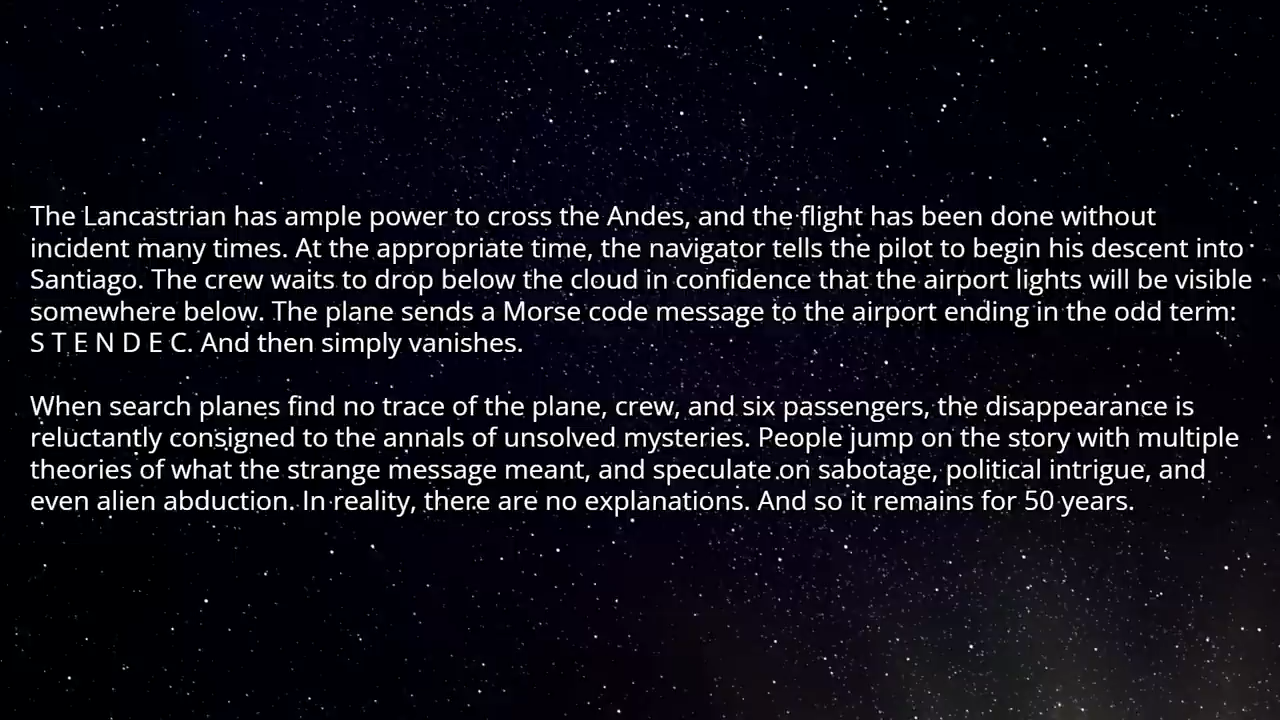 The Lancastrian has ample power to cross the Andes, and the flight has been done without
incident many times. At the appropriate time, the navigator tells the pilot to begin his descent into
Santiago. The crew waits to drop below the cloud in confidence that the airport lights will be visible
somewhere below. The plane sends a Morse code message to the airport ending in the odd term:
S T E N D E C. And then simply vanishes.
When search planes find no trace of the plane, crew, and six passengers, the disappearance is
reluctantly consigned to the annals of unsolved mysteries. People jump on the story with multiple
theories of what the strange message meant, and speculate on sabotage, political intrigue, and
even alien abduction. In reality, there are no explanations. And so it remains for 50 years.